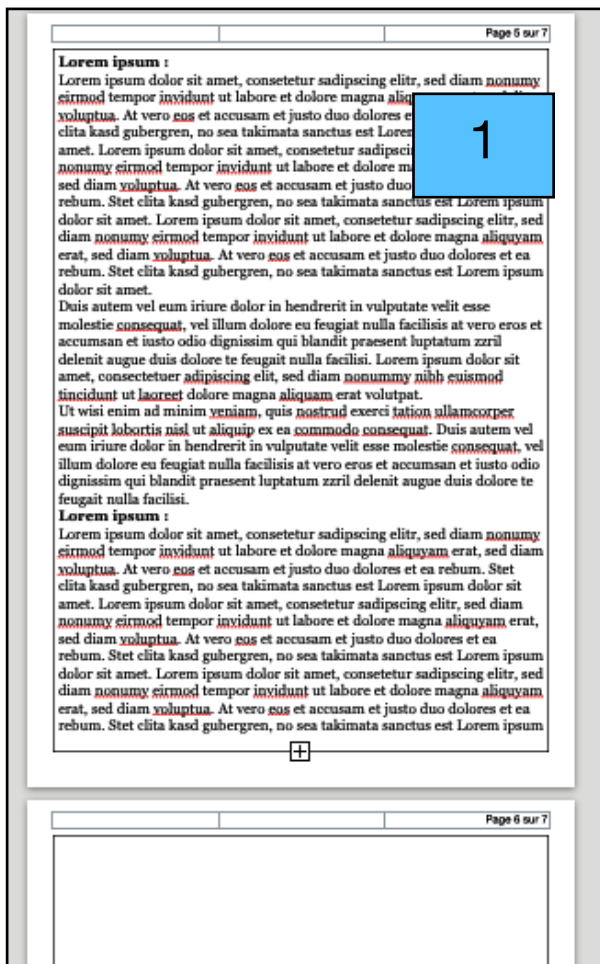 Page 5 sur 7
Lorem ipsum :
Lorem ipsum dolor sit amet, consetetur sadipscing elitr, sed diam nonumy
eirmod tempor invidunt ut labore et dolore magna
voluptua. At vero eos et accusam et justo duo dolores
clita kasd gubergren, no sea takimata sanctus est
amet. Lorem ipsum dolor sit amet, consetetur
nonumy eirmod tempor invidunt ut labore et dolore
sed diam voluptua. At vero eos et accusam et justo duo
rebum. Stet clita kasd gubergren, no sea takimata sanctus est Lorem ipsum
dolor sit amet. Lorem ipsum dolor sit amet, consetetur sadipscing elitr, sed
diam nonumy eirmod tempor invidunt ut labore et dolore magna aliquyam
erat, sed diam voluptua. At vero eos et accusam et justo duo dolores et ea
rebum. Stet clita kasd gubergren, no sea takimata sanctus est Lorem ipsum
dolor sit amet.
Duis autem vel eum iriure dolor in hendrerit in vulputate velit esse
molestie consequat, vel illum dolore eu feugiat nulla facilisis at vero eros et
accumsan et iusto odio dignissim qui blandit praesent luptatum zzril
delenit augue duis dolore te feugait nulla facilisi. Lorem ipsum dolor sit
amet, consectetuer adipiscing elit, sed diam nonummy nibh euismod
tincidunt ut laoreet dolore magna aliquam erat volutpat.
Ut wisi enim ad minim veniam, quis nostrud exerci tation ullamcorper
suscipit lobortis nisl ut aliquip ex ea commodo consequat. Duis autem vel
eum iriure dolor in hendrerit in vulputate velit esse molestie consequat, vel
illum dolore eu feugiat nulla facilisis at vero eros et accumsan et iusto odio
dignissim qui blandit praesent luptatum zzril delenit augue duis dolore te
feugait nulla facilisi.
Lorem ipsum :
Lorem ipsum dolor sit amet, consetetur sadipscing elitr, sed diam nonumy
eirmod tempor invidunt ut labore et dolore magna aliquyam erat, sed diam
voluptua. At vero eos et accusam et justo duo dolores et ea rebum. Stet
clita kasd gubergren, no sea takimata sanctus est Lorem ipsum dolor sit
amet. Lorem ipsum dolor sit amet, consetetur sadipscing elitr, sed diam
nonumy eirmod tempor invidunt ut labore et dolore magna aliquyam erat,
sed diam voluptua. At vero eos et accusam et justo duo dolores et ea
rebum. Stet clita kasd gubergren, no sea takimata sanctus est Lorem ipsum
dolor sit amet. Lorem ipsum dolor sit amet, consetetur sadipscing elitr, sed
diam nonumy eirmod tempor invidunt ut labore et dolore magna aliquyam
erat, sed diam voluptua. At vero eos et accusam et justo duo dolores et ea
rebum. Stet clita kasd gubergren, no sea takimata sanctus est Lorem ipsum
1
Page 6 sur 7